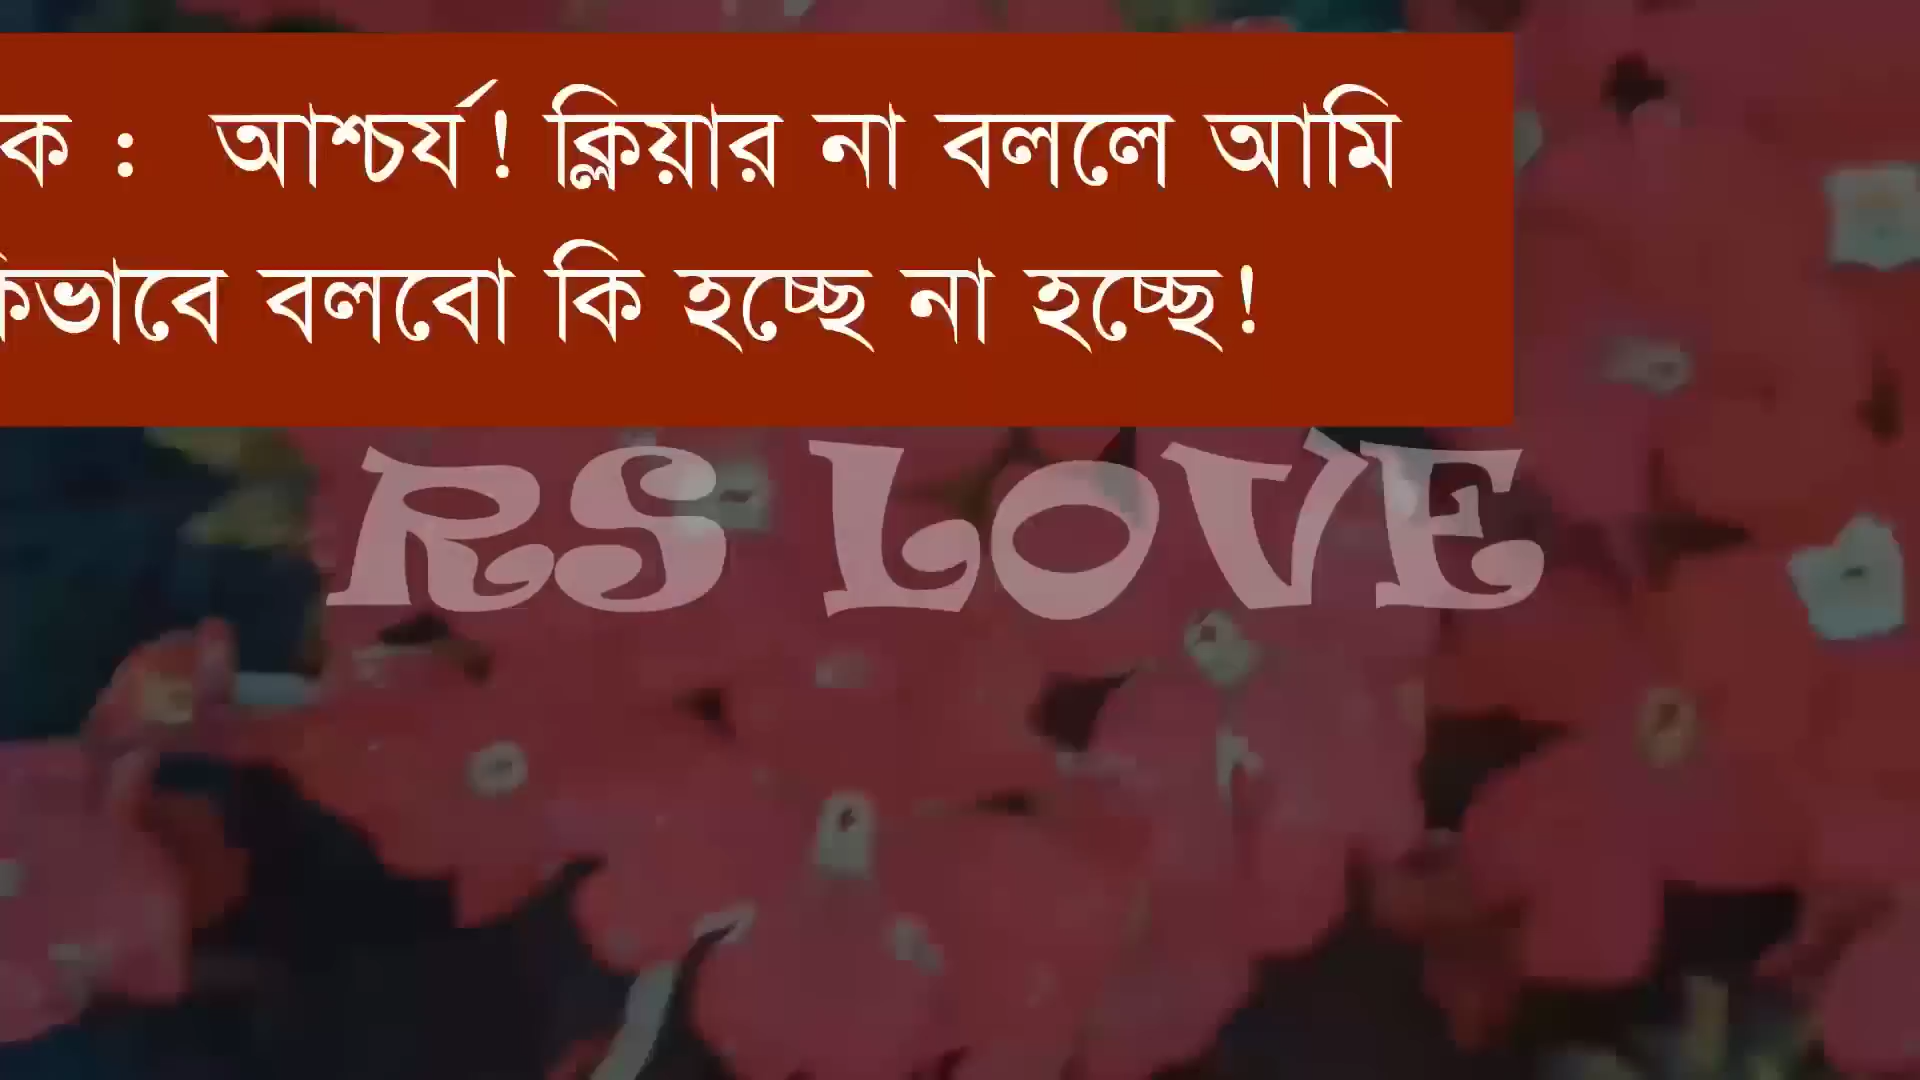 ক : আশ্চর্য! ক্লিয়ার না বললে আমি
কিভাবে বলবো কি হচ্ছে না হচ্ছে!
RS LOVE